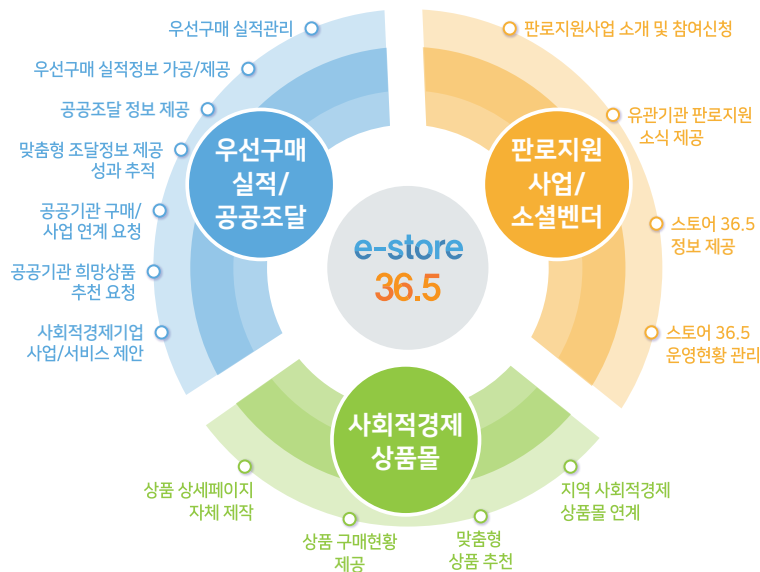 우선구매 실적관리
우선구매 실적정보 가공/제공
공공조달 정보 제공
맞춤형 조달정보 제공
성과 추적
공공기관 구매/
사업 연계 요청
공공기관 희망상품
추천 요청
사회적경제기업
사업/서비스 제안
우선구매
실적/
공공조달
e-store
36.5
판로지원
사업/
소셜벤더
판로지원사업 소개 및 참여신청
유관기관 판로지원
소식 제공
스토어 36.5
정보 제공
스토어 36.5
운영현황 관리
사회적경제
상품몰
상품 상세페이지
자체 제작
상품 구매현황
제공
맞춤형
상품 추천
지역 사회적경제
상품몰 연계